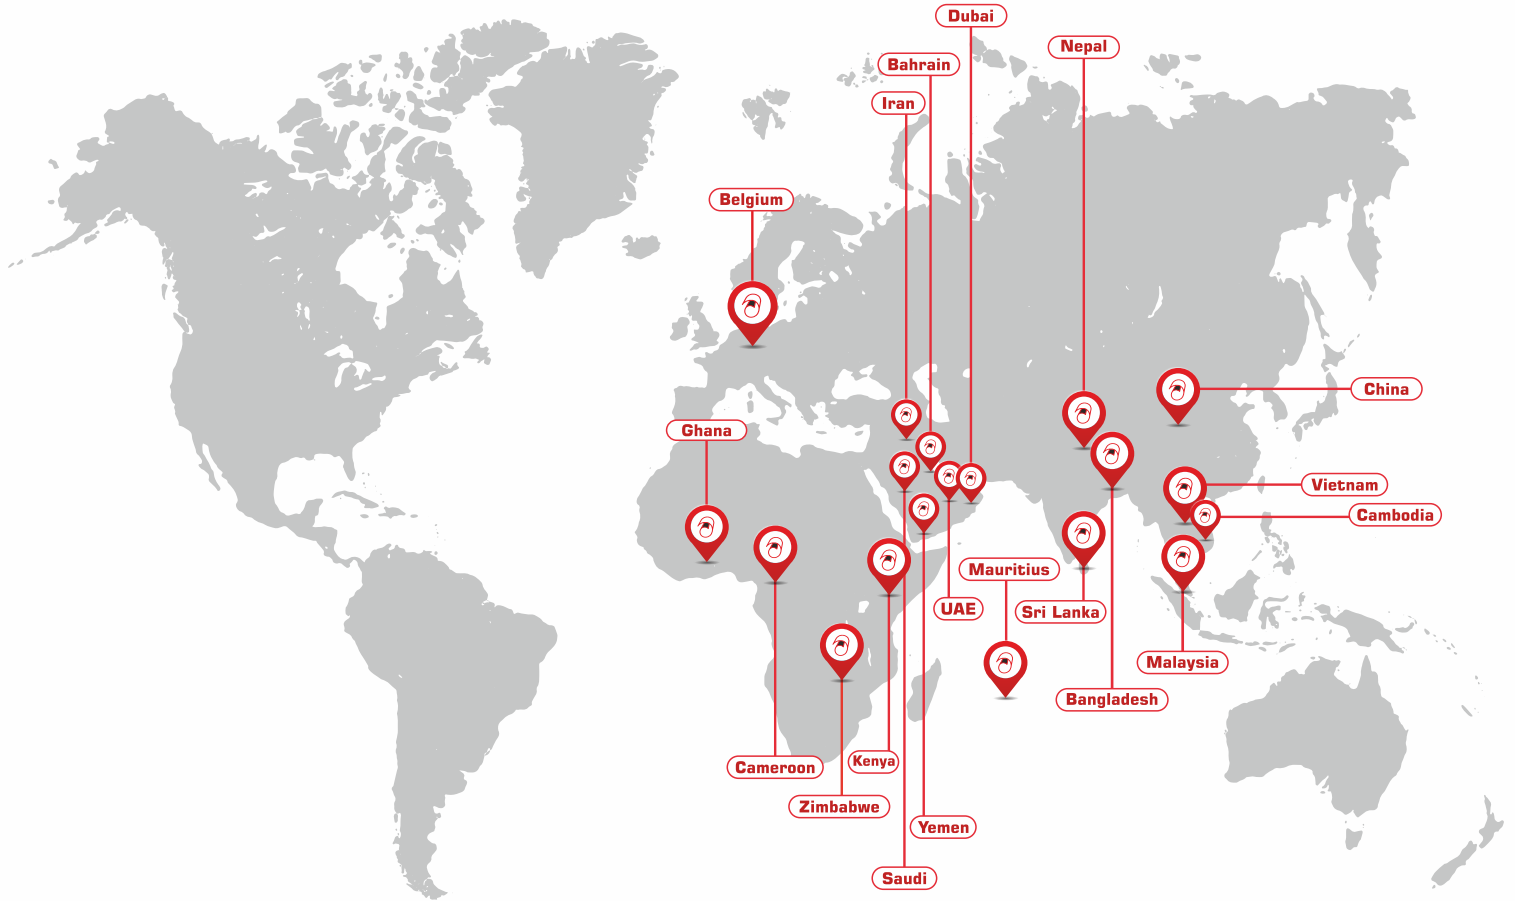 Dubai
Nepal
Bahrain
Iran
Belgium
China
Ghana
Vietnam
Cambodia
Mauritius
UAE
Sri Lanka
Malaysia
Bangladesh
Kenya
Cameroon
Zimbabwe
Yemen
Saudi